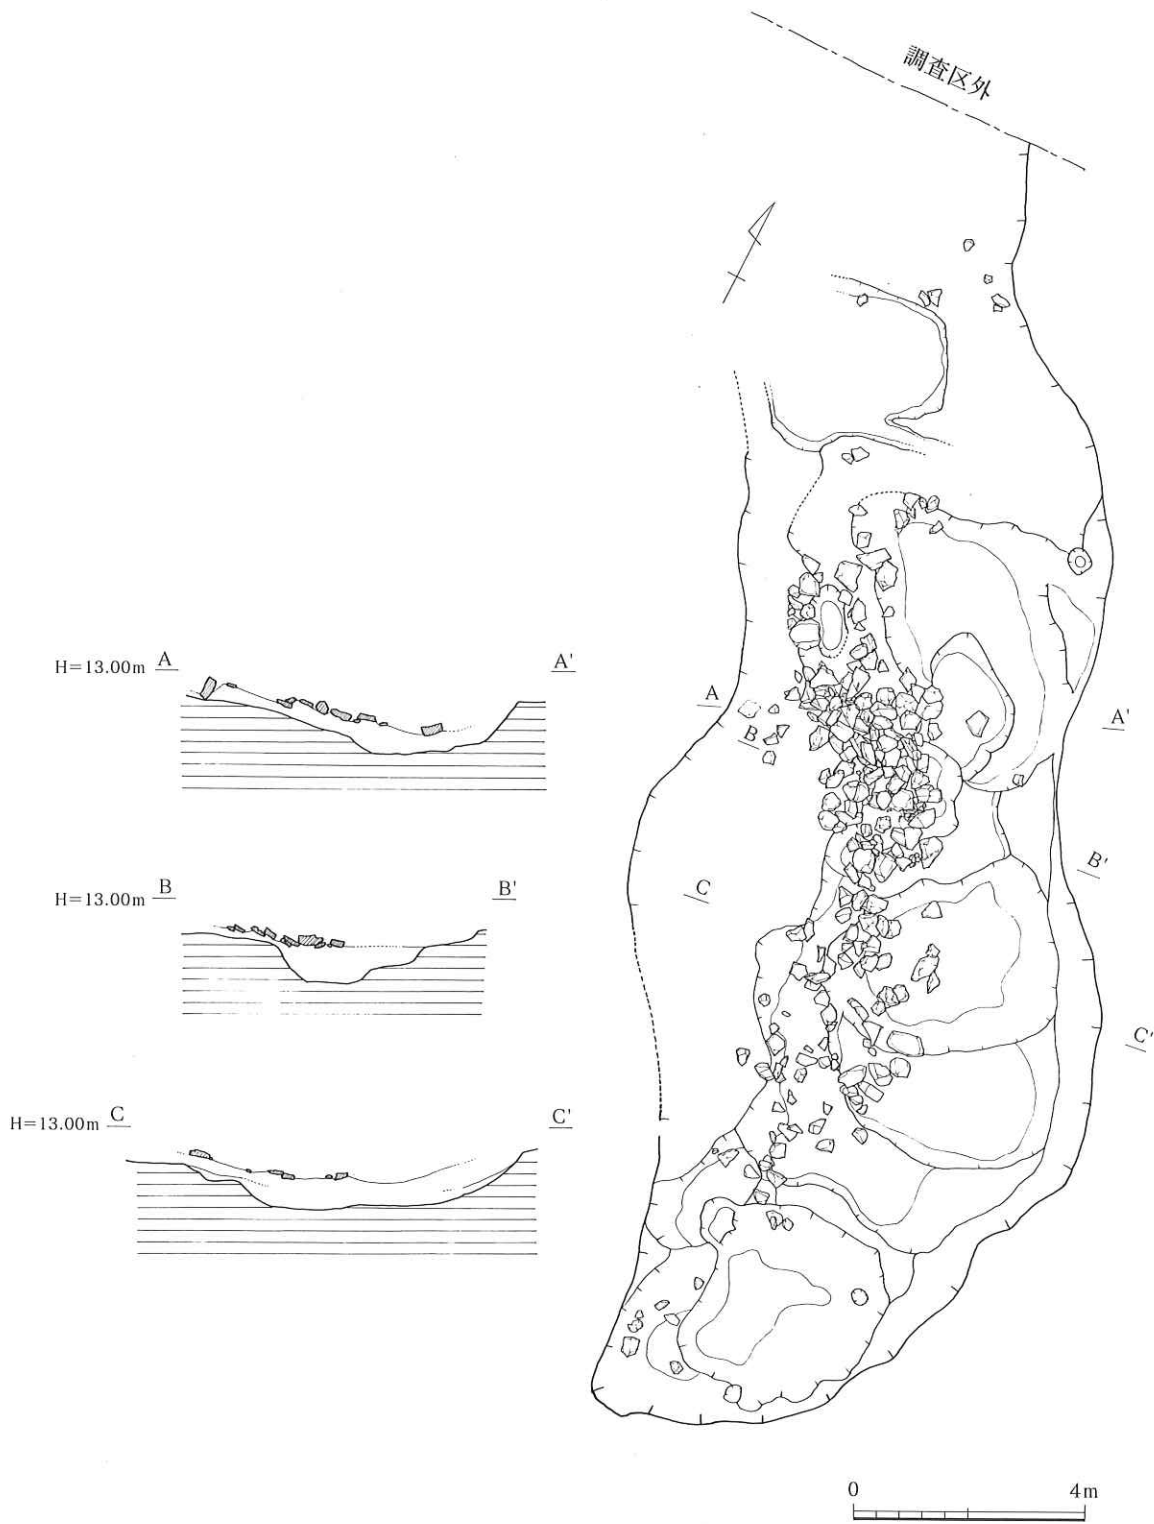 調査区外
H=13.00m A A'
H=13.00m B B'
H=13.00m C C'
A A'
B B'
C C'
0 4m